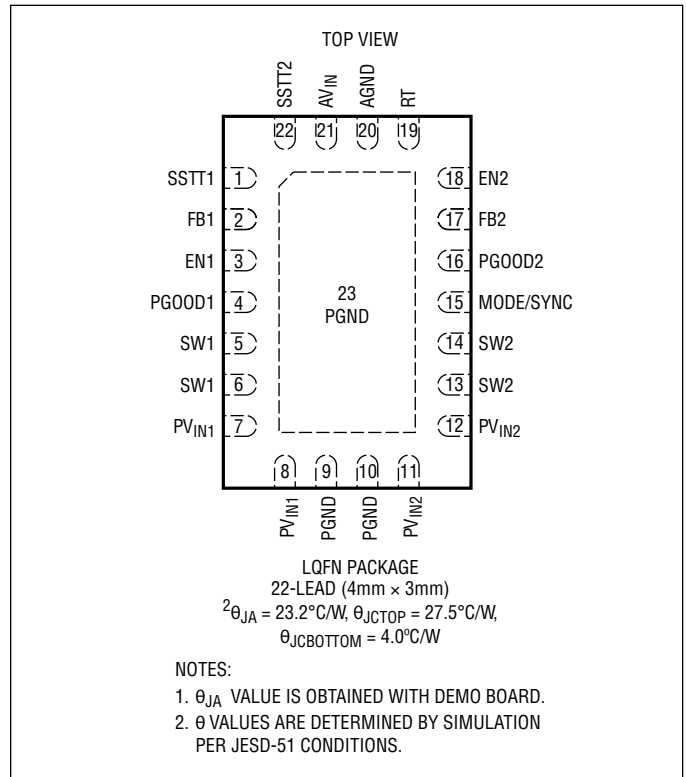 TOP VIEW
SSTT2 AVIN AGND RT
22 21 20 19
SSTT1 1 18 EN2
FB1 2 17 FB2
EN1 3 16 PGOOD2
PGOOD1 4 23 15 MODE/SYNC
PGND
SW1 5 14 SW2
SW1 6 13 SW2
PVIN1 7 12 PVIN2
8 9 10 11
PVIN1 PGND PGND PVIN2
LQFN PACKAGE
22-LEAD (4mm × 3mm)
2θJA = 23.2°C/W, θJCTOP = 27.5°C/W,
θJCBOTTOM = 4.0ºC/W
NOTES:
1. θJA VALUE IS OBTAINED WITH DEMO BOARD.
2. θ VALUES ARE DETERMINED BY SIMULATION
PER JESD-51 CONDITIONS.